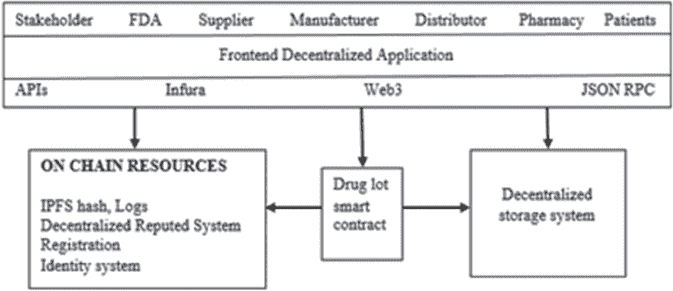 Stakeholder FDA Supplier Manufacturer Distributor Pharmacy Patients
Frontend Decentralized Application
APIs Infura Web3 JSON RPC
ON CHAIN RESOURCES
IPFS hash, Logs
Decentralized Reputed System
Registration
Identity system
Drug lot
smart
contract
Decentralized
storage system